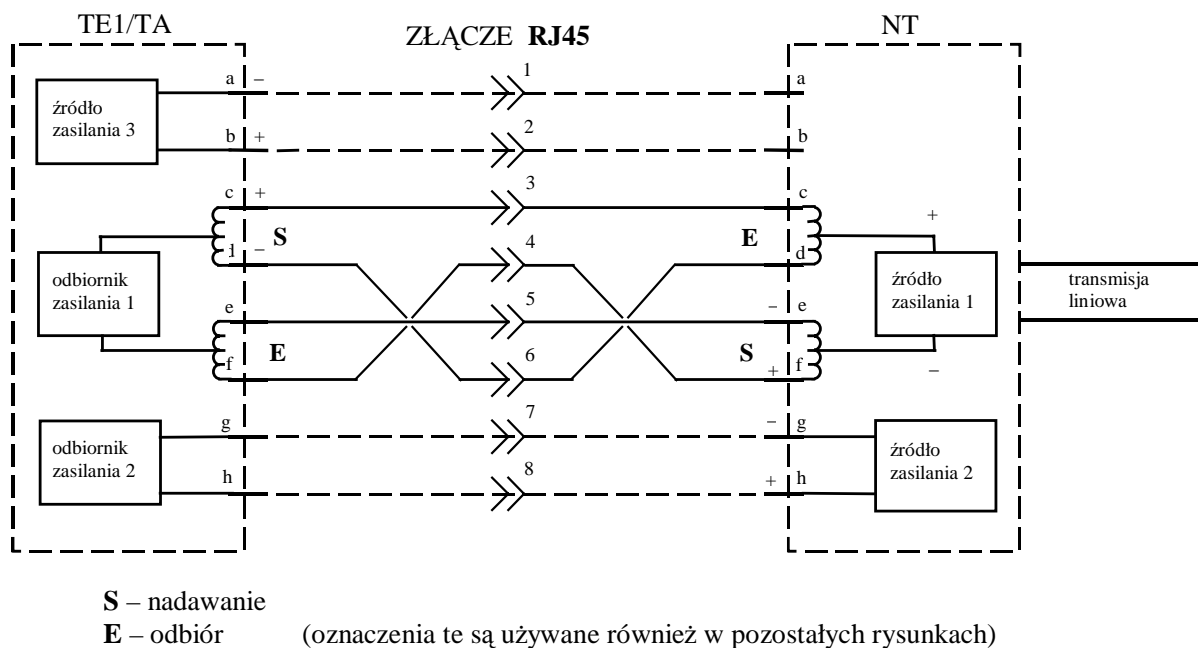 TE1/TA
ZŁĄCZE RJ45
NT
źródło
zasilania 3
a –
b +
1
2
a
b
c +
d –
S
3
4
c
d
E
+
odbiornik
zasilania 1
źródło
zasilania 1
transmisja
liniowa
e
f
E
5
6
– e
+ f
S
–
odbiornik
zasilania 2
g
h
7
8
– g
+ h
źródło
zasilania 2
S – nadawanie
E – odbiór (oznaczenia te są używane również w pozostałych rysunkach)